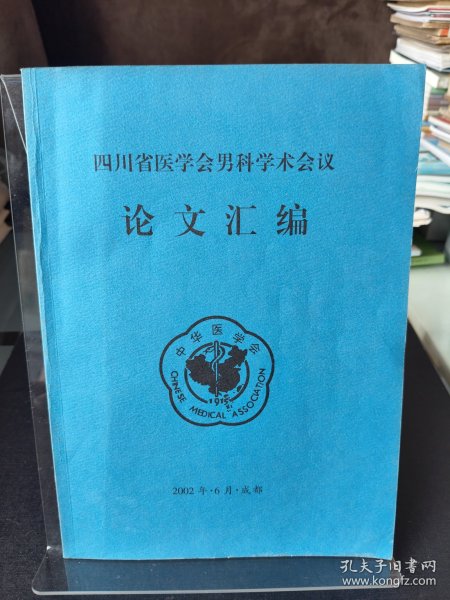 四川省医学会男科学术会议
论文汇编
中华医学会
1915
CHINESE MEDICAL ASSOCIATION
2002年·6月·成都
孔夫子旧书网
www.kongfz.com